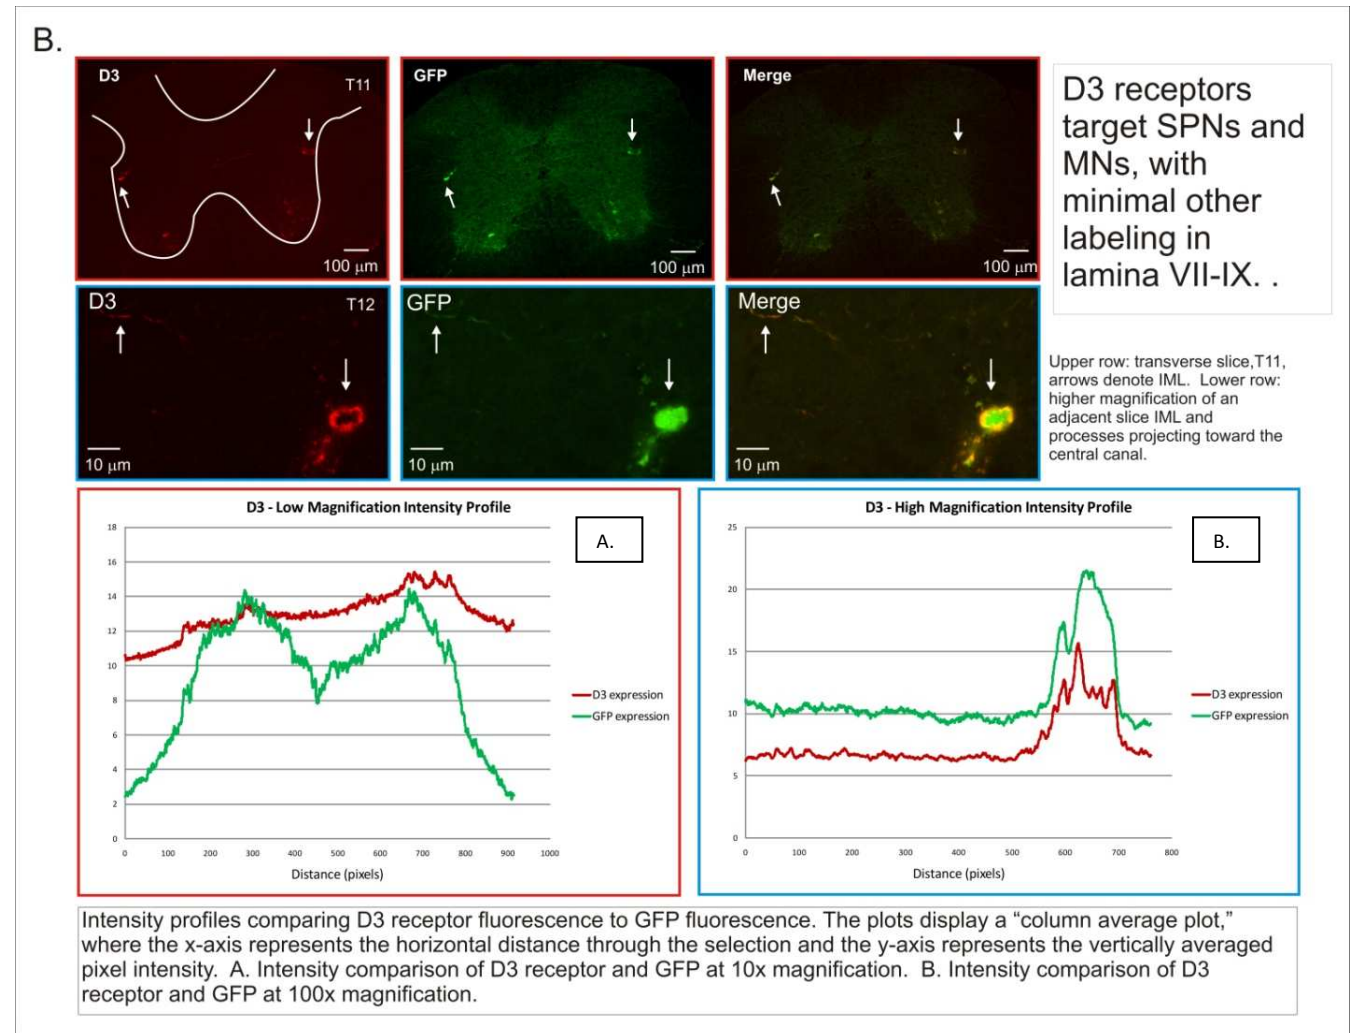 B.
D3
T11
100 μm
GFP
100 μm
Merge
100 μm
D3 receptors
target SPNs and
MNs, with
minimal other
labeling in
lamina VII-IX. .
D3
T12
10 μm
GFP
10 μm
Merge
10 μm
Upper row: transverse slice,T11,
arrows denote IML. Lower row:
higher magnification of an
adjacent slice IML and
processes projecting toward the
central canal.
D3 - Low Magnification Intensity Profile
A.
18
16
14
12
10
8
6
4
2
0
0 100 200 300 400 500 600 700 800 900 1000
Distance (pixels)
D3 expression
GFP expression
D3 - High Magnification Intensity Profile
B.
25
20
15
10
5
0
0 100 200 300 400 500 600 700 800
Distance (pixels)
D3 expression
GFP expression
Intensity profiles comparing D3 receptor fluorescence to GFP fluorescence. The plots display a “column average plot,”
where the x-axis represents the horizontal distance through the selection and the y-axis represents the vertically averaged
pixel intensity. A. Intensity comparison of D3 receptor and GFP at 10x magnification. B. Intensity comparison of D3
receptor and GFP at 100x magnification.